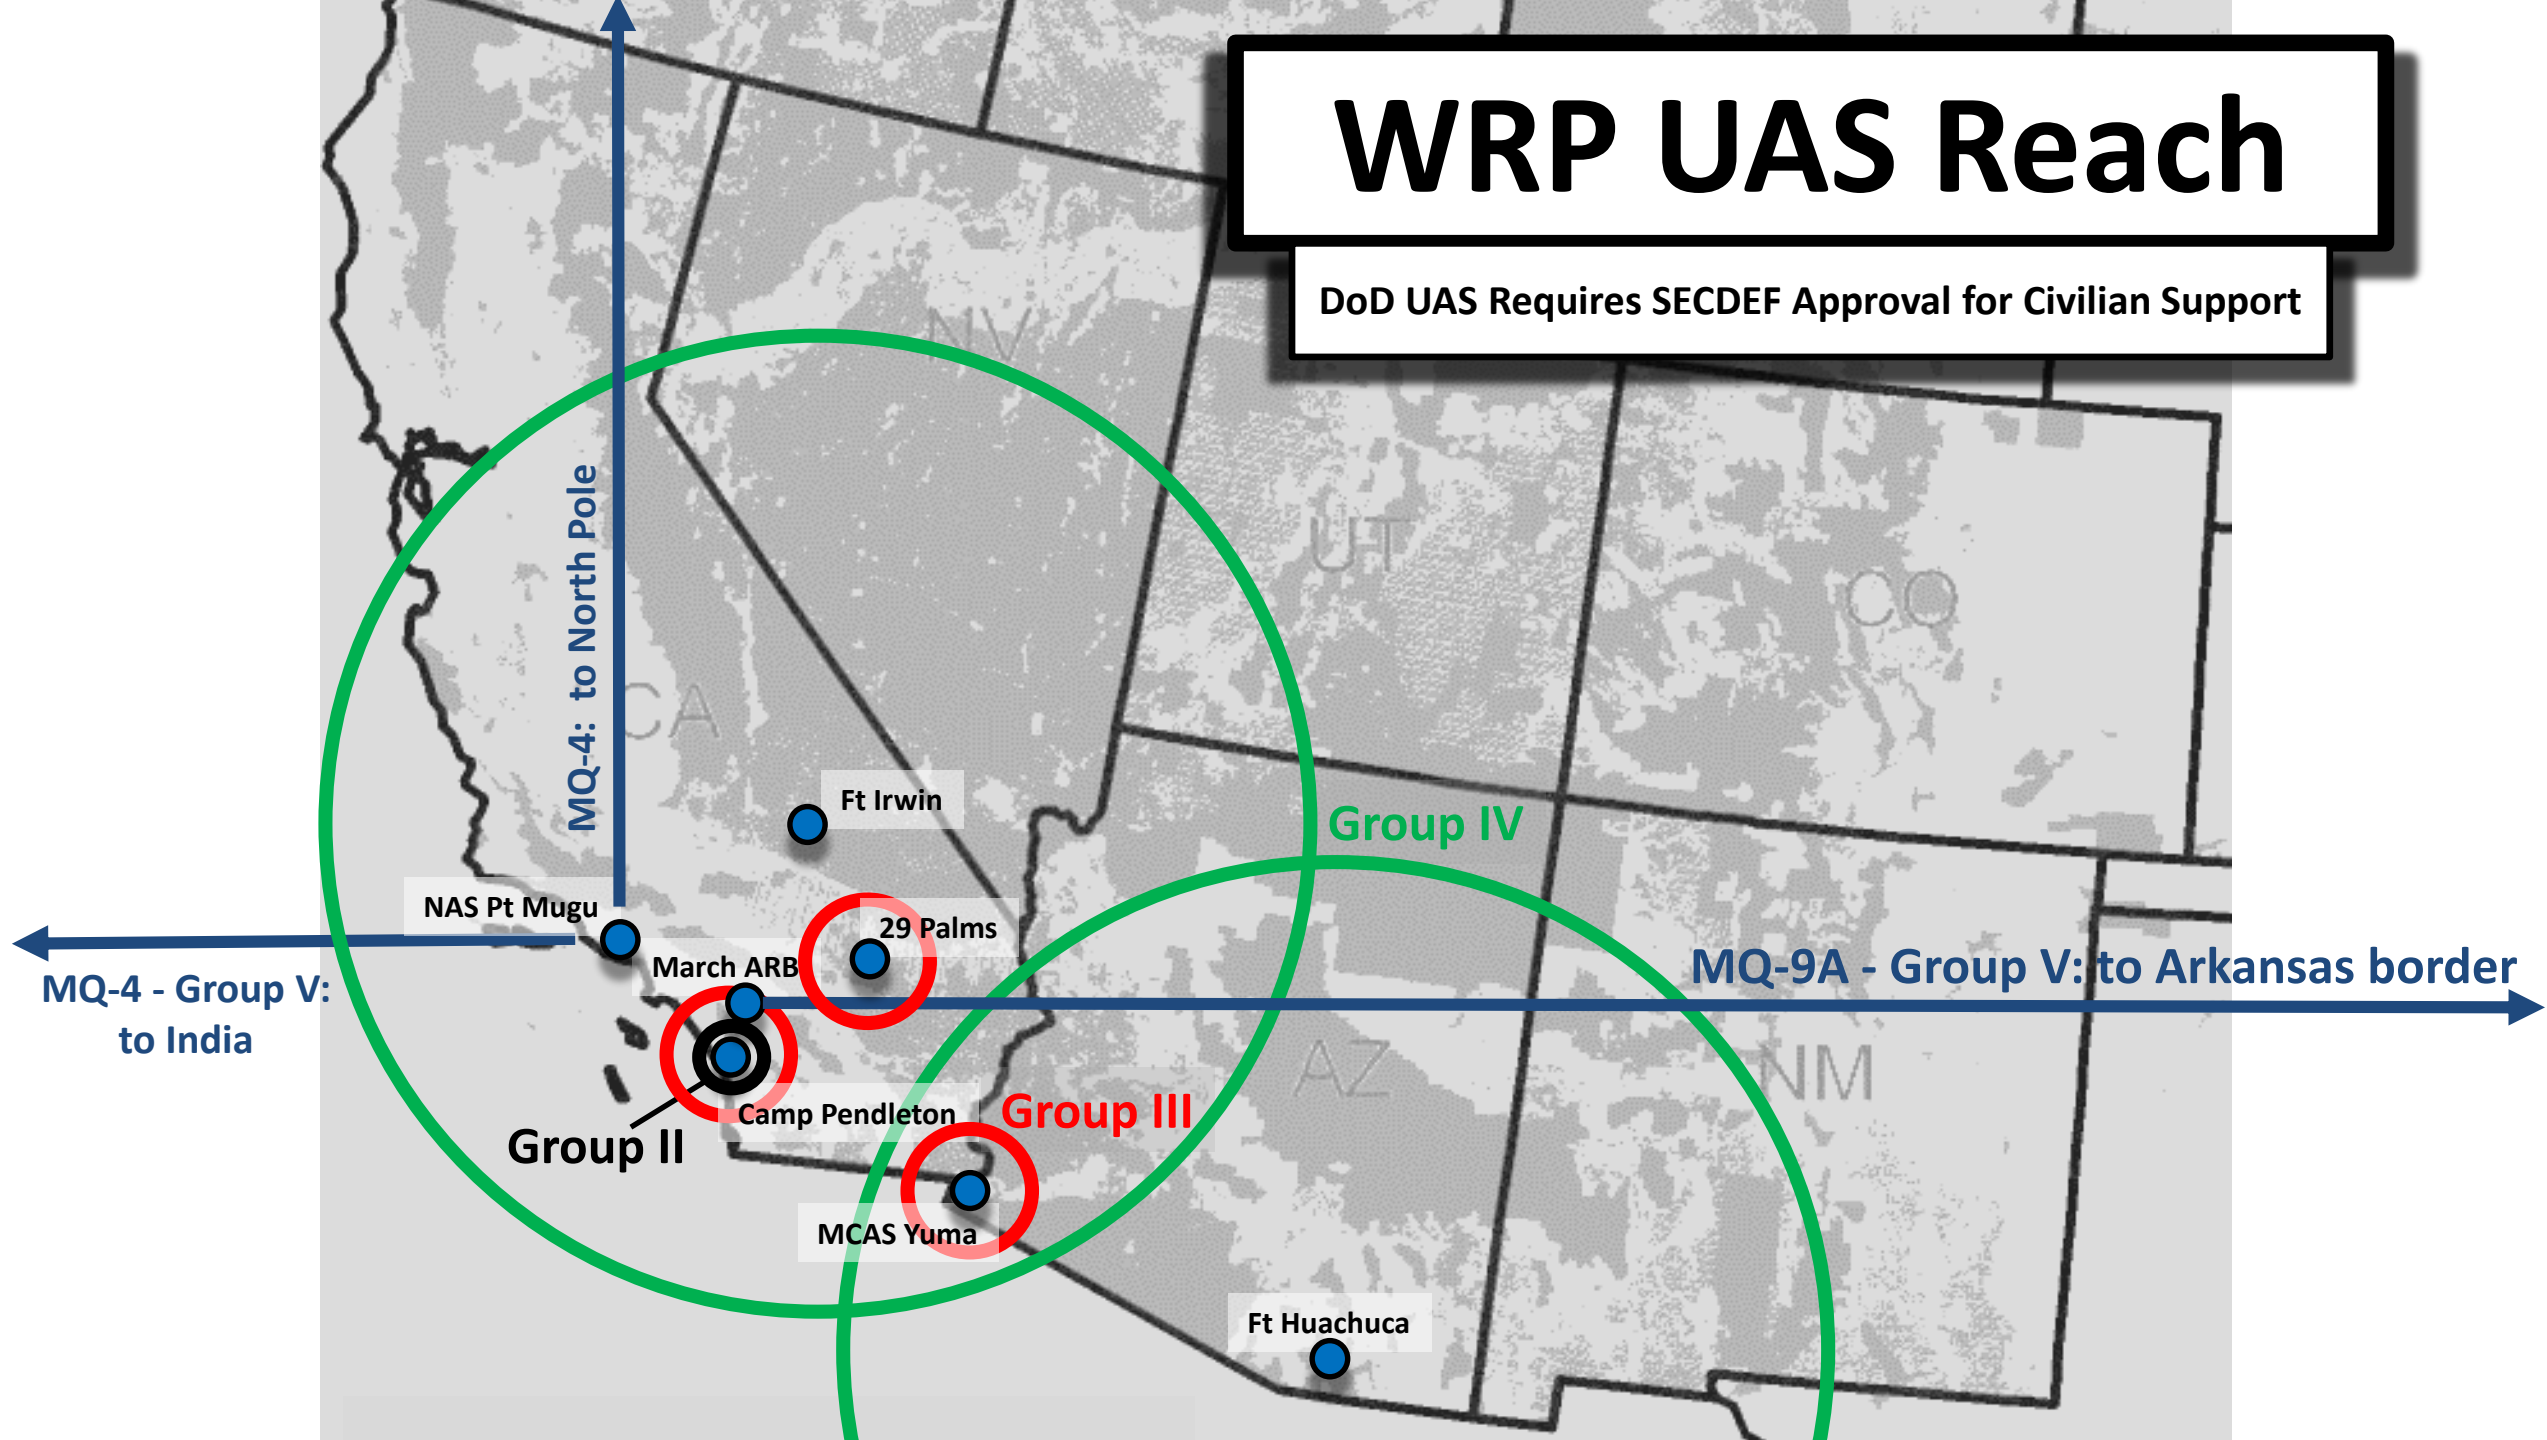 WRP UAS Reach
DoD UAS Requires SECDEF Approval for Civilian Support
NV
UT
CO
CA
AZ
NM
MQ-4:  to North Pole
Ft Irwin
Group IV
NAS Pt Mugu
29 Palms
March ARB
MQ-9A - Group V: to Arkansas border
MQ-4 - Group V:
to India
Camp Pendleton
Group III
Group II
MCAS Yuma
Ft Huachuca